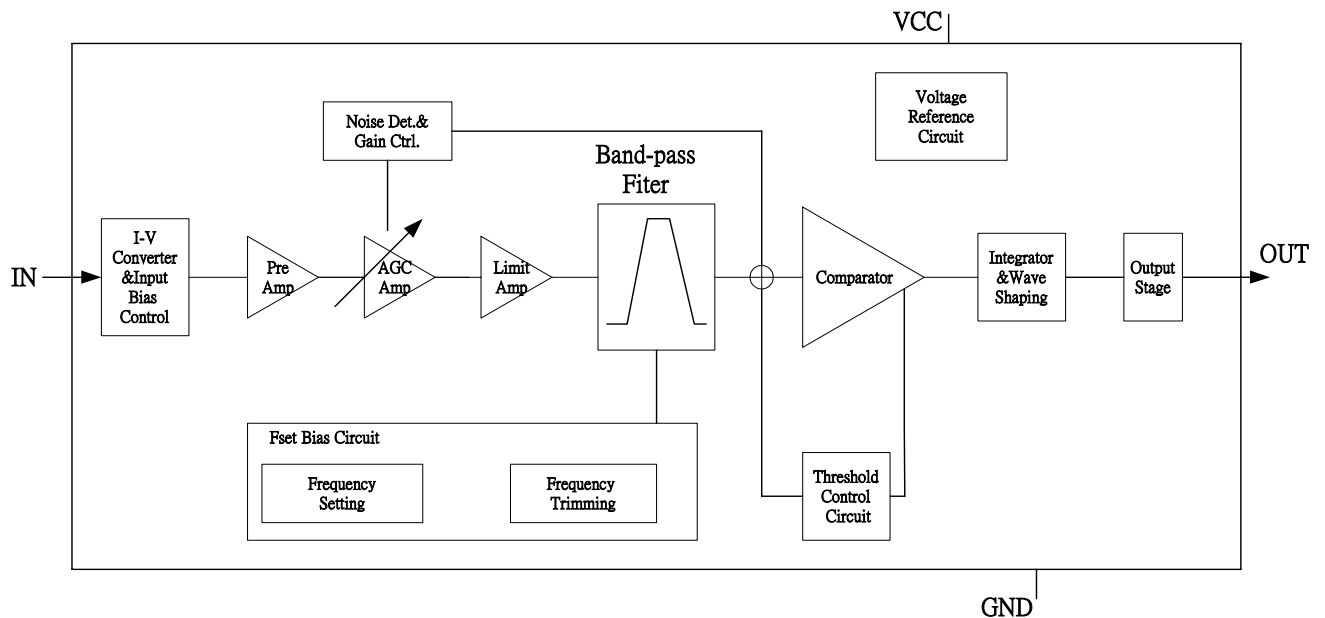 VCC
Voltage
Reference
Circuit
Noise Det.&
Gain Ctrl.
Band-pass
Fiter
IN
I-V
Converter
&Input
Bias
Control
Pre
Amp
AGC
Amp
Limit
Amp
Comparator
Integrator
&Wave
Shaping
Output
Stage
OUT
Fset Bias Circuit
Frequency
Setting
Frequency
Trimming
Threshold
Control
Circuit
GND